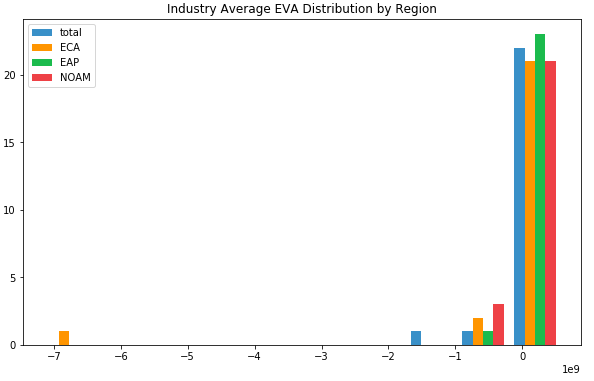 Industry Average EVA Distribution by Region
total
ECA
EAP
NOAM
20
15
10
5
0
−7 −6 −5 −4 −3 −2 −1 0
1e9